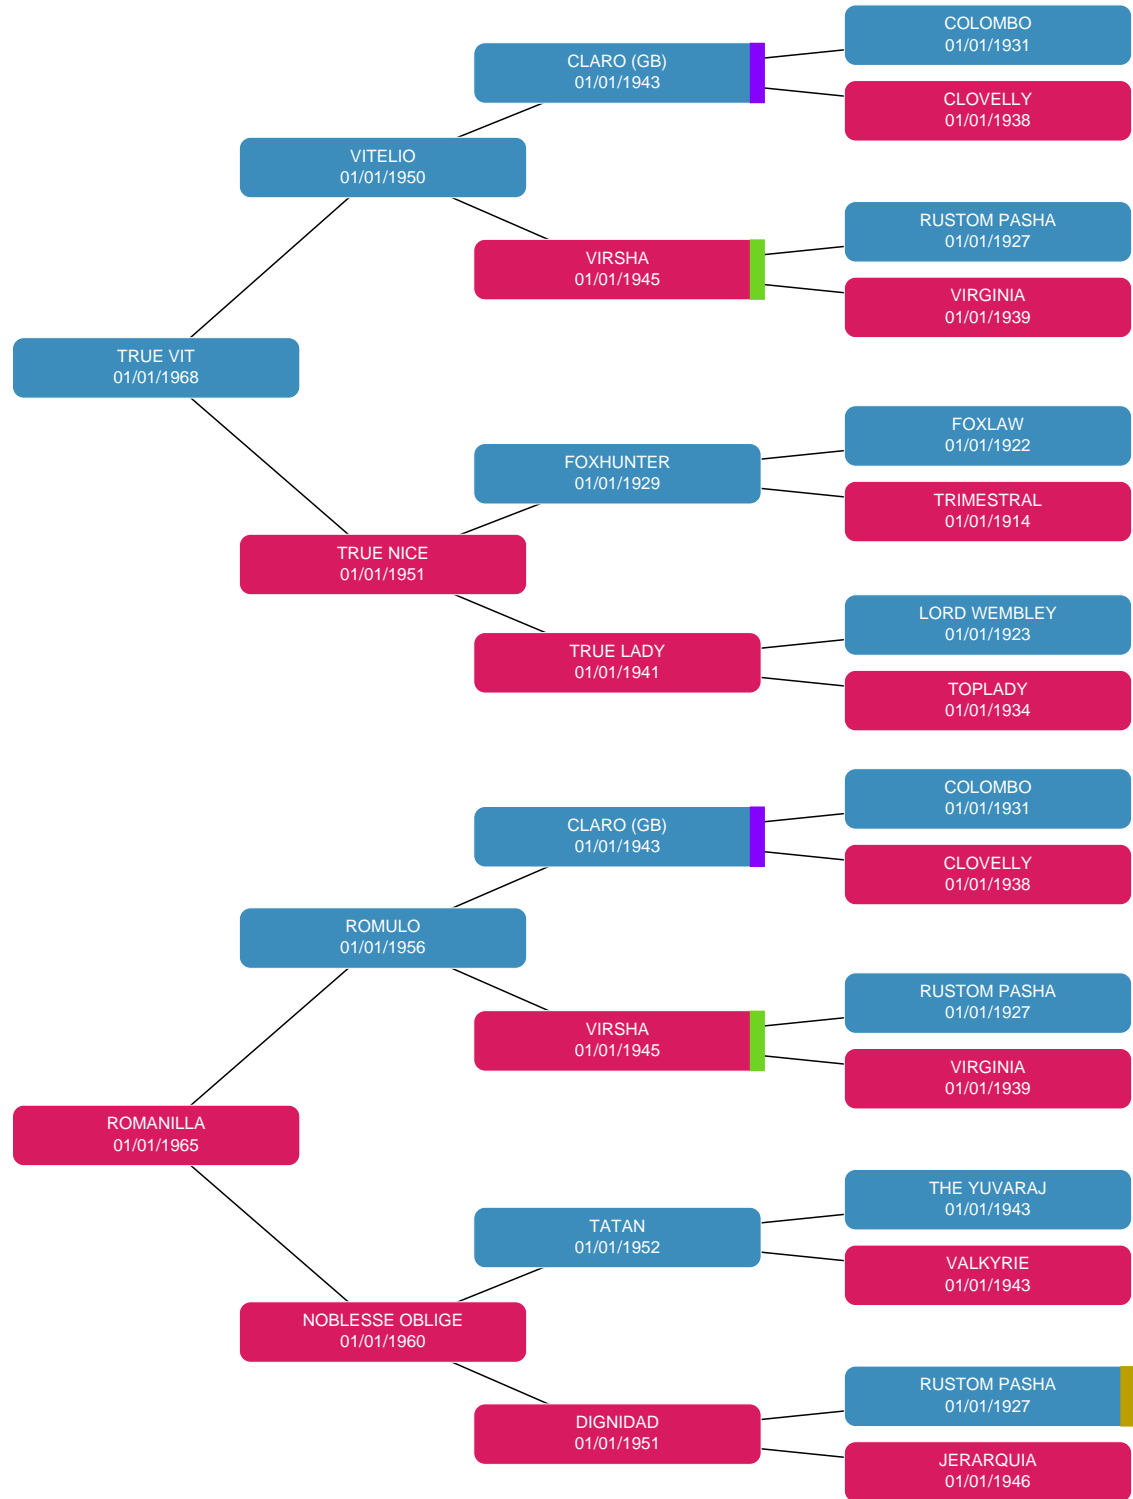 COLOMBO
01/01/1931
CLARO (GB)
01/01/1943
CLOVELLY
01/01/1938
VITELIO
01/01/1950
RUSTOM PASHA
01/01/1927
VIRSHA
01/01/1945
VIRGINIA
01/01/1939
TRUE VIT
01/01/1968
FOXLAW
01/01/1922
FOXHUNTER
01/01/1929
TRIMESTRAL
01/01/1914
TRUE NICE
01/01/1951
LORD WEMBLEY
01/01/1923
TRUE LADY
01/01/1941
TOPLADY
01/01/1934
COLOMBO
01/01/1931
CLARO (GB)
01/01/1943
CLOVELLY
01/01/1938
ROMULO
01/01/1956
RUSTOM PASHA
01/01/1927
VIRSHA
01/01/1945
VIRGINIA
01/01/1939
ROMANILLA
01/01/1965
THE YUVARAJ
01/01/1943
TATAN
01/01/1952
VALKYRIE
01/01/1943
NOBLESSE OBLIGE
01/01/1960
RUSTOM PASHA
01/01/1927
DIGNIDAD
01/01/1951
JERARQUIA
01/01/1946